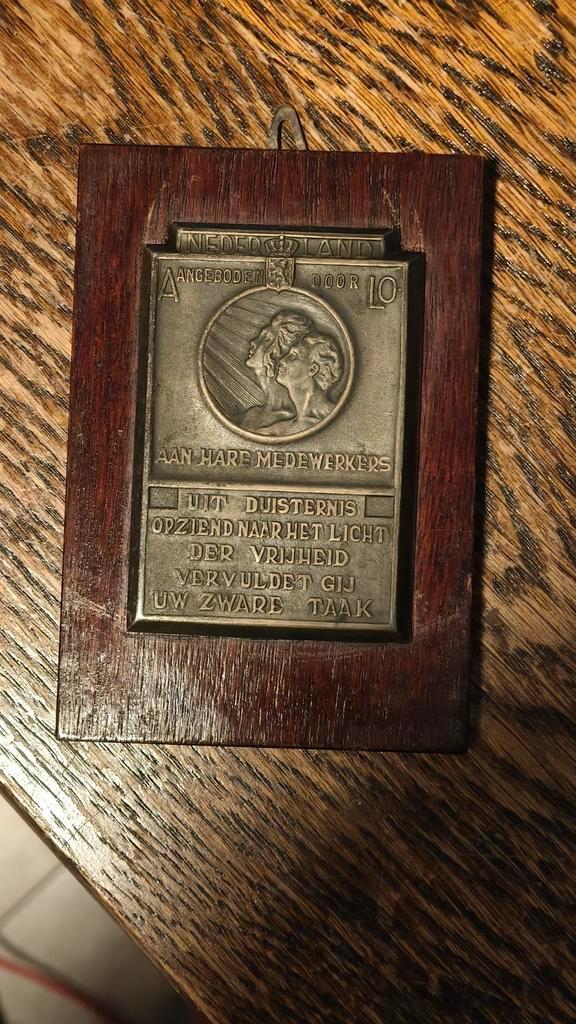 NEDERLAND
AANGEBODEN DOOR LO
AAN HARE MEDEWERKERS
UIT DUISTERNIS
OPZIEND NAAR HET LICHT
DER VRIJHEID
VERVULDET GIJ
UW ZWARE TAAK